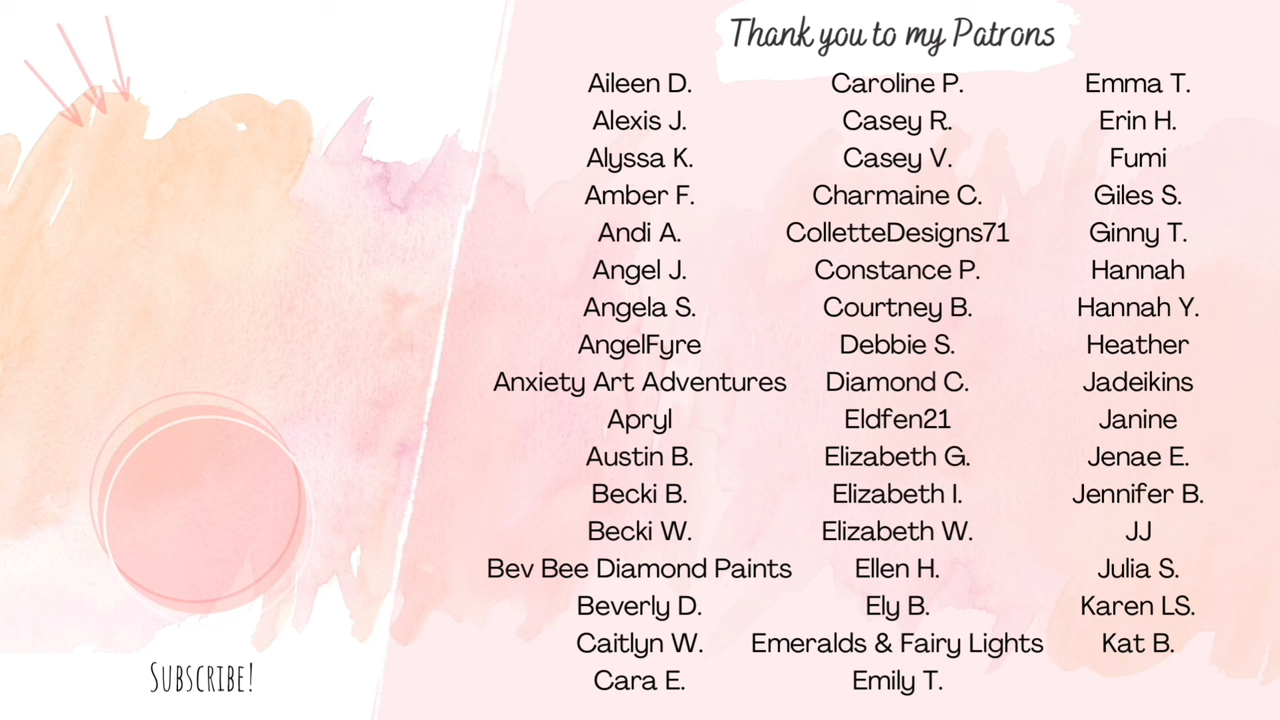 Thank you to my Patrons
Aileen D.
Alexis J.
Alyssa K.
Amber F.
Andi A.
Angel J.
Angela S.
AngelFyre
Anxiety Art Adventures
Apryl
Austin B.
Becki B.
Becki W.
Bev Bee Diamond Paints
Beverly D.
Caitlyn W.
Cara E.
Caroline P.
Casey R.
Casey V.
Charmaine C.
ColletteDesigns71
Constance P.
Courtney B.
Debbie S.
Diamond C.
Eldfen21
Elizabeth G.
Elizabeth I.
Elizabeth W.
Ellen H.
Ely B.
Emeralds & Fairy Lights
Emily T.
Emma T.
Erin H.
Fumi
Giles S.
Ginny T.
Hannah
Hannah Y.
Heather
Jadeikins
Janine
Jenae E.
Jennifer B.
JJ
Julia S.
Karen LS.
Kat B.
Subscribe!